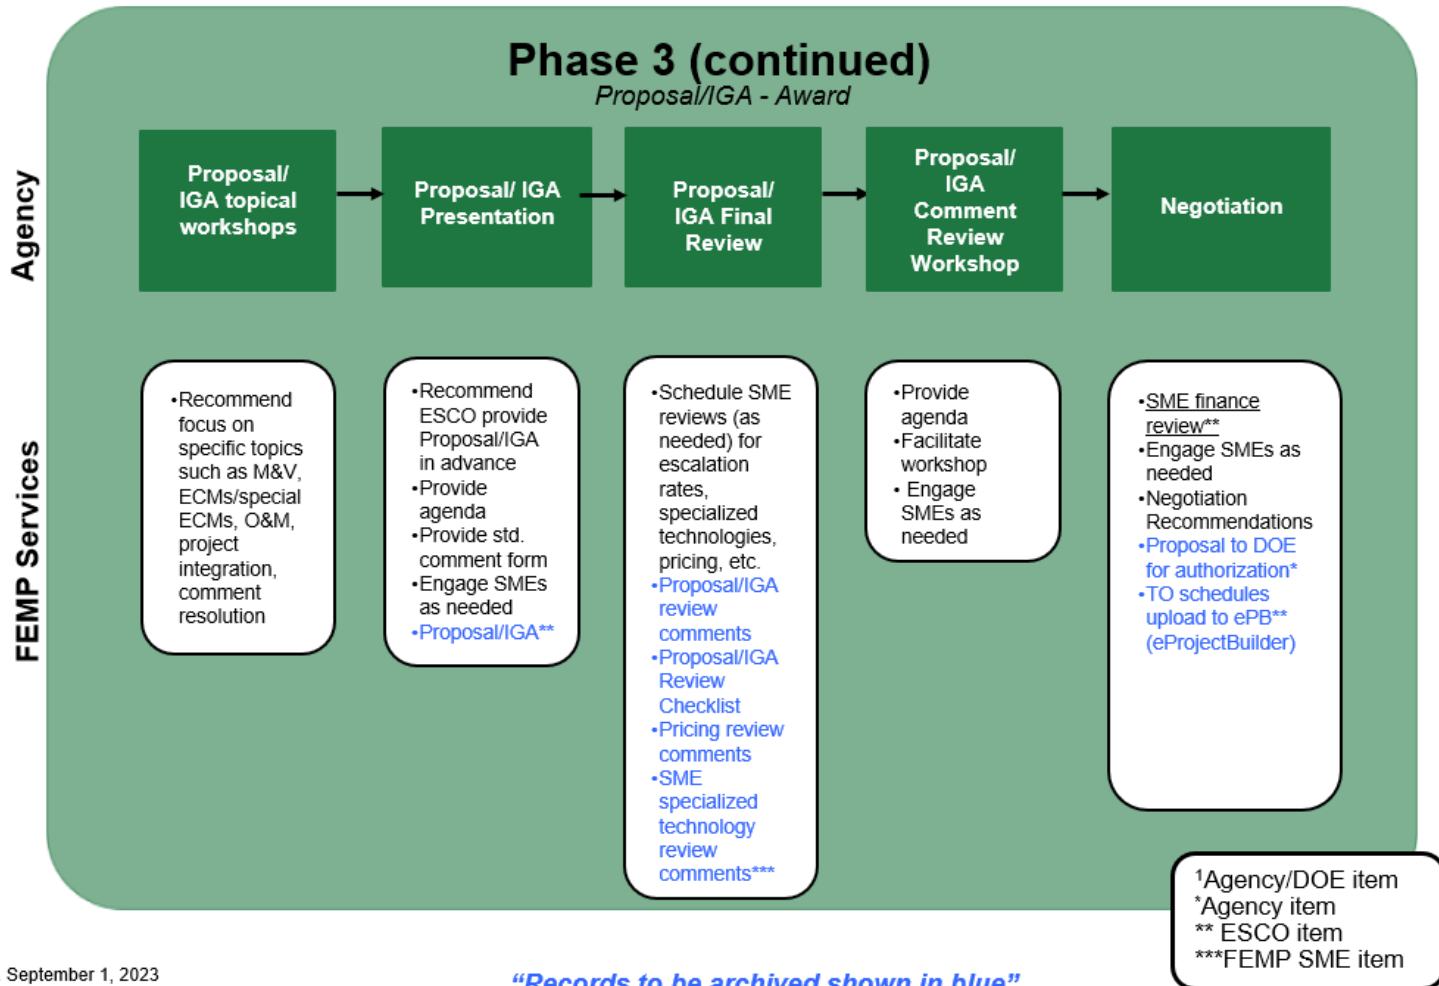 Phase 3 (continued)
Proposal/IGA - Award
Agency
Proposal/
IGA topical
workshops
Proposal/ IGA
Presentation
Proposal/
IGA Final
Review
Proposal/
IGA
Comment
Review
Workshop
Negotiation
FEMP Services
•Recommend
focus on
specific topics
such as M&V,
ECMs/special
ECMs, O&M,
project
integration,
comment
resolution
•Recommend
ESCO provide
Proposal/IGA
in advance
•Provide
agenda
•Provide std.
comment form
•Engage SMEs
as needed
•Proposal/IGA**
•Schedule SME
reviews (as
needed) for
escalation
rates,
specialized
technologies,
pricing, etc.
•Proposal/IGA
review
comments
•Proposal/IGA
Review
Checklist
•Pricing review
comments
•SME
specialized
technology
review
comments***
•Provide
agenda
•Facilitate
workshop
• Engage
SMEs as
needed
•SME finance
review**
•Engage SMEs as
needed
•Negotiation
Recommendations
•Proposal to DOE
for authorization*
•TO schedules
upload to ePB**
(eProjectBuilder)
¹Agency/DOE item
*Agency item
** ESCO item
***FEMP SME item
September 1, 2023
“Records to be archived shown in blue”